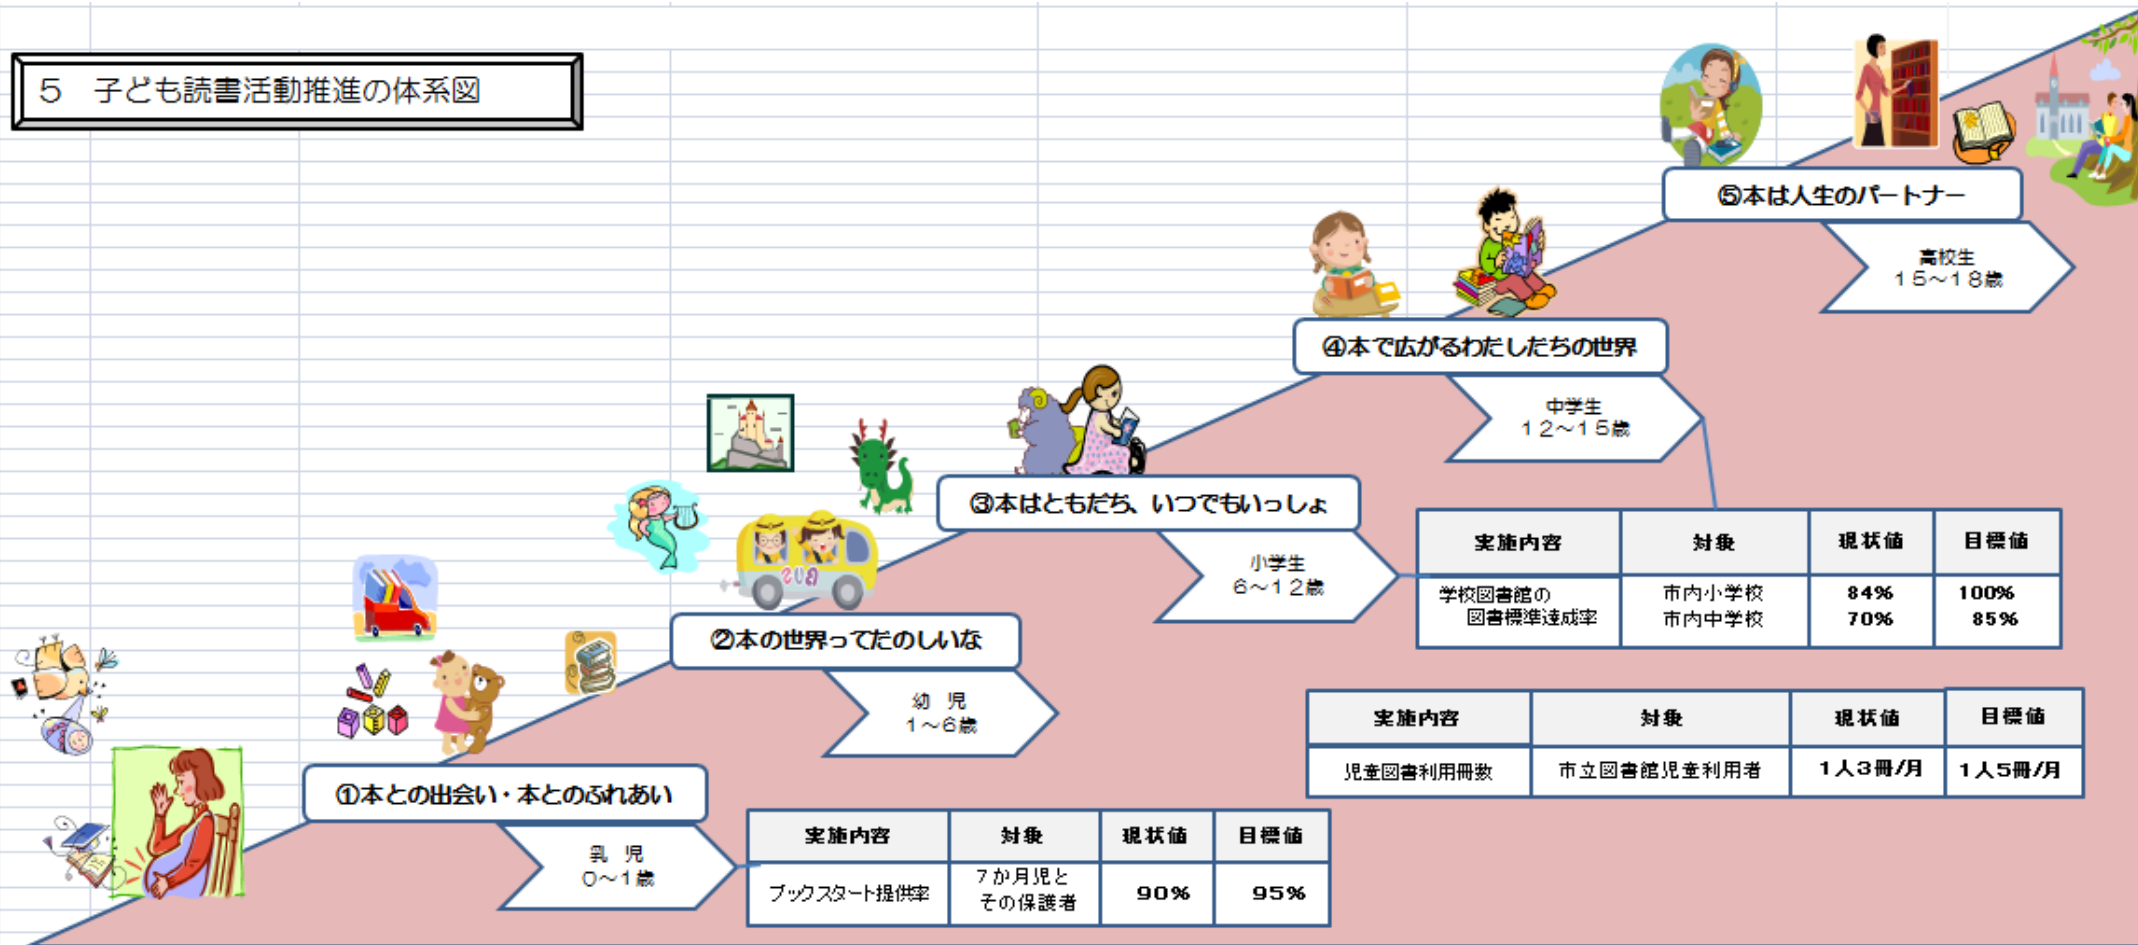 ５　子ども読書活動推進の体系図
⑤本は人生のパートナー
高校生
１５～１８歳
④本で広がるわたしたちの世界
中学生
１２～１５歳
③本はともだち、いつでもいっしょ
小学生
６～１２歳
実施内容　対象　現状値　目標値
学校図書館の　市内小学校　84%　100%
図書標準達成率　市内中学校　70%　85%
②本の世界ってたのしいな
幼　児
１～６歳
実施内容　対象　現状値　目標値
児童図書利用冊数　市立図書館児童利用者　1人3冊/月　1人5冊/月
①本との出会い・本とのふれあい
乳　児
０～１歳
実施内容　対象　現状値　目標値
ブックスタート提供率　７か月児と　90%　95%
その保護者